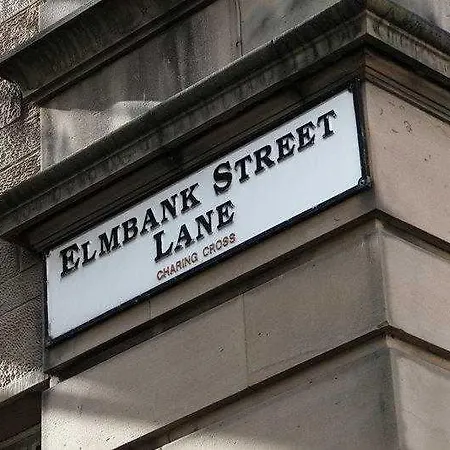 ELMBANK STREET
LANE
CHARING CROSS